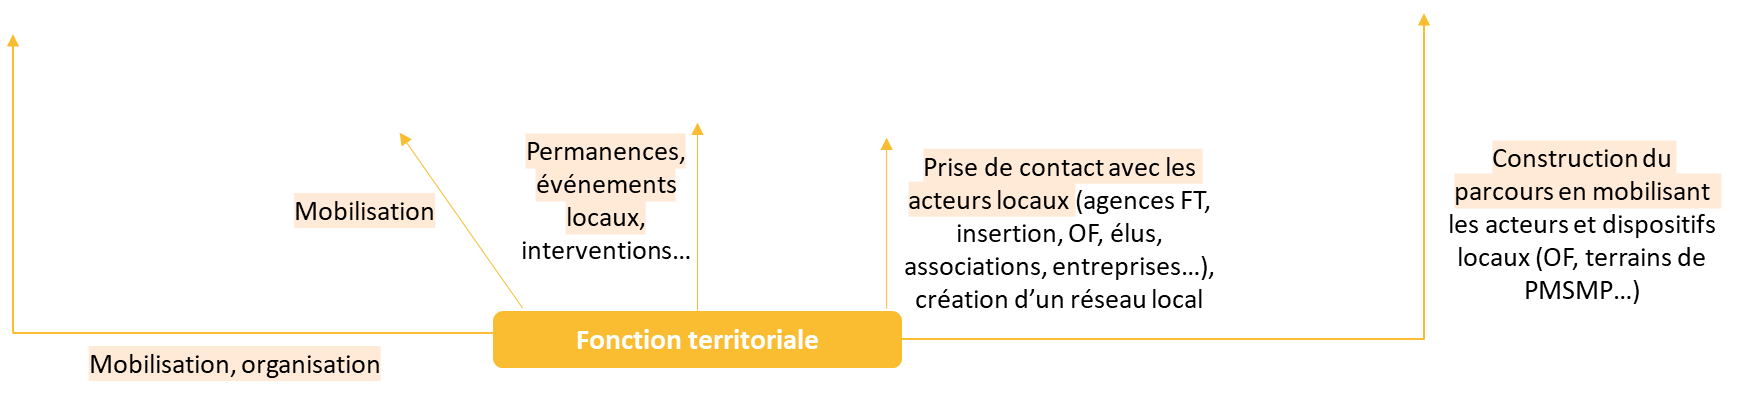 Mobilisation
Permanences,
événements
locaux,
interventions…
Prise de contact avec les
acteurs locaux (agences FT,
insertion, OF, élus,
associations, entreprises…),
création d’un réseau local
Construction du
parcours en mobilisant
les acteurs et dispositifs
locaux (OF, terrains de
PMSMP…)
Fonction territoriale
Mobilisation, organisation